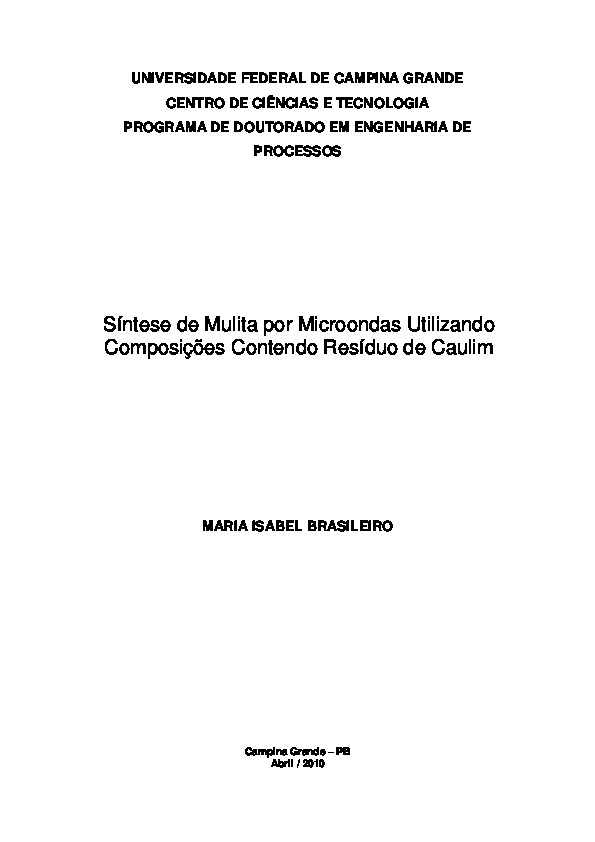 UNIVERSIDADE FEDERAL DE CAMPINA GRANDE
CENTRO DE CIÊNCIAS E TECNOLOGIA
PROGRAMA DE DOUTORADO EM ENGENHARIA DE
PROCESSOS
Síntese de Mulita por Microondas Utilizando
Composições Contendo Resíduo de Caulim
MARIA ISABEL BRASILEIRO
Campina Grande – PB
Abril / 2010